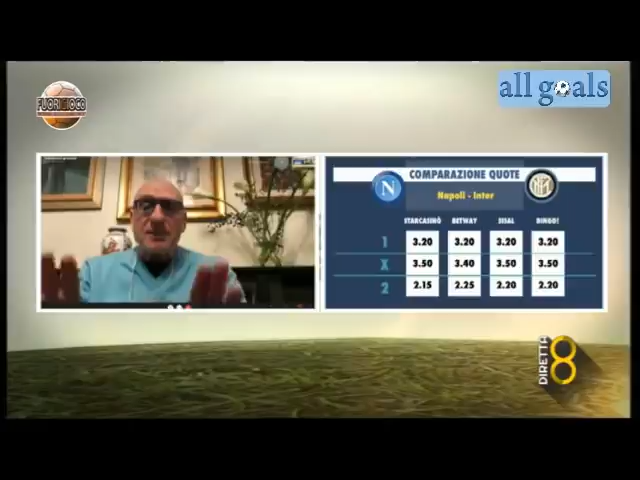 FUORIGIOCO
all goals
COMPARAZIONE QUOTE
Napoli - Inter
N
STARCASINÒ BETWAY SISAL BINGO!
1 3.20 3.20 3.20 3.20
X 3.50 3.40 3.50 3.50
2 2.15 2.25 2.20 2.20
DIRETTA 8